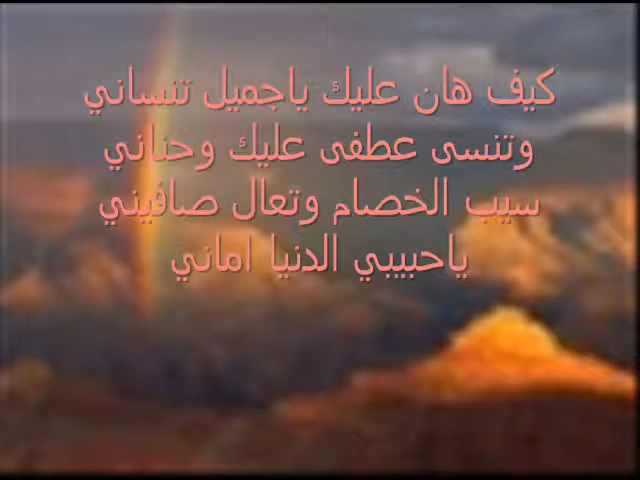 كيف هان عليك ياجميل تنساني
وتنسى عطفى عليك وحناني
سيب الخصام وتعال صافيني
ياحبيبي الدنيا اماني